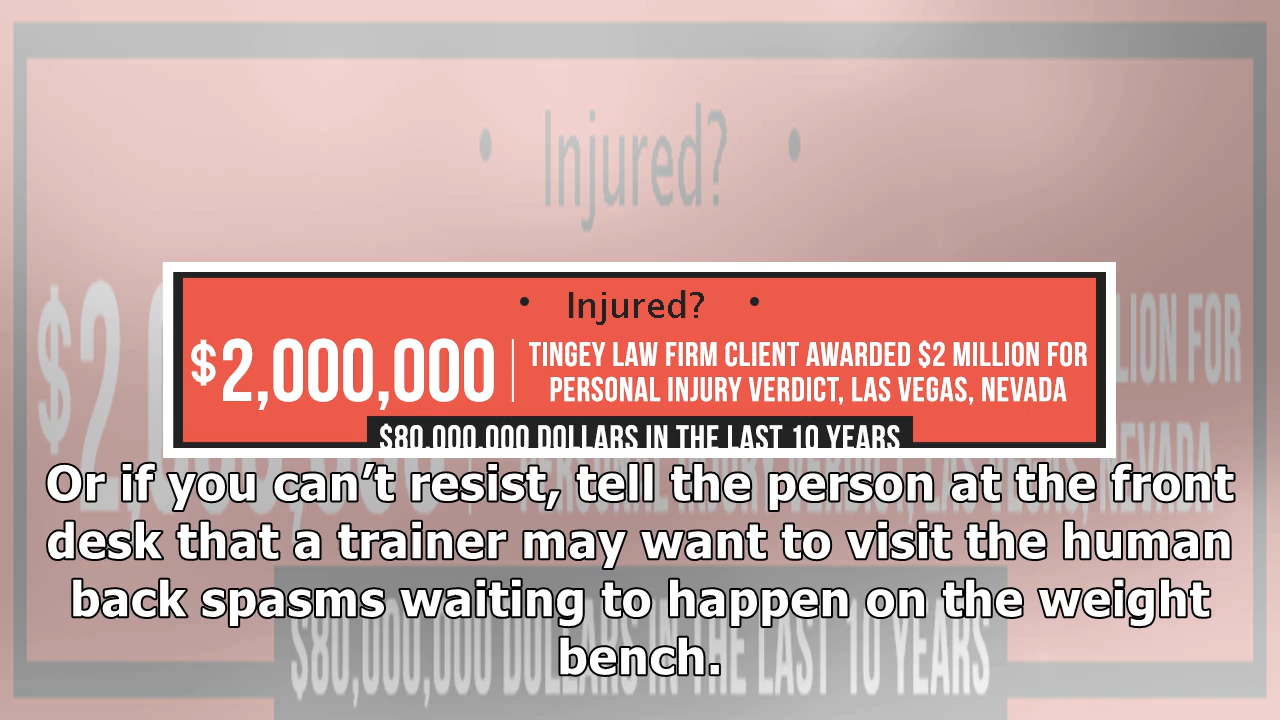 • Injured? •
$2,000,000
TINGEY LAW FIRM CLIENT AWARDED $2 MILLION FOR
PERSONAL INJURY VERDICT, LAS VEGAS, NEVADA
$80,000,000 DOLLARS IN THE LAST 10 YEARS
Or if you can’t resist, tell the person at the front
desk that a trainer may want to visit the human
back spasms waiting to happen on the weight
bench.